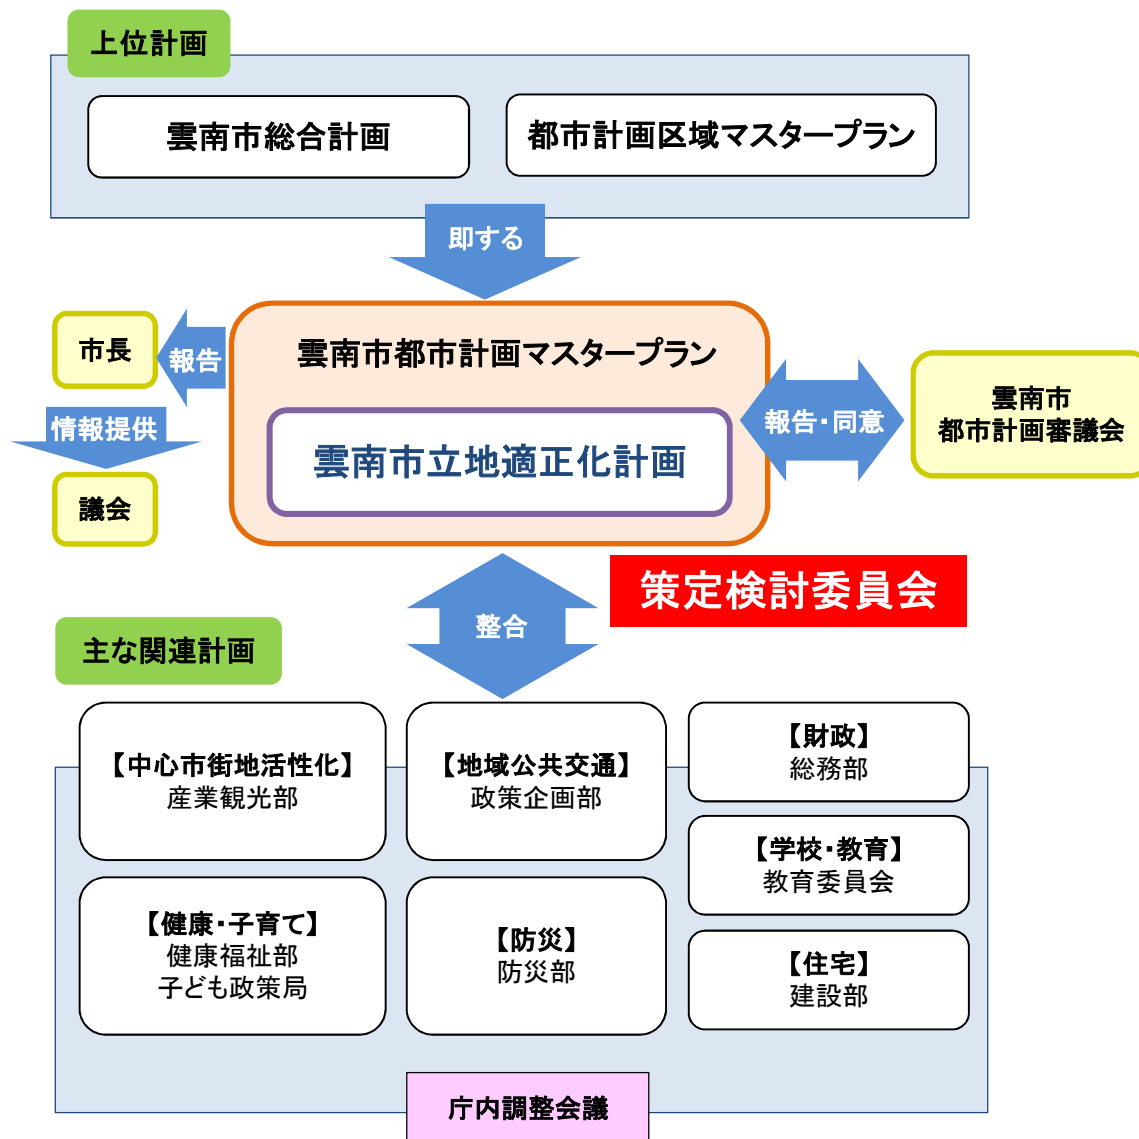 上位計画
雲南市総合計画
都市計画区域マスタープラン
即する
市長
報告
雲南市都市計画マスタープラン
雲南市立地適正化計画
報告・同意
雲南市
都市計画審議会
情報提供
議会
策定検討委員会
整合
主な関連計画
【中心市街地活性化】
産業観光部
【地域公共交通】
政策企画部
【財政】
総務部
【学校・教育】
教育委員会
【健康・子育て】
健康福祉部
子ども政策局
【防災】
防災部
【住宅】
建設部
庁内調整会議